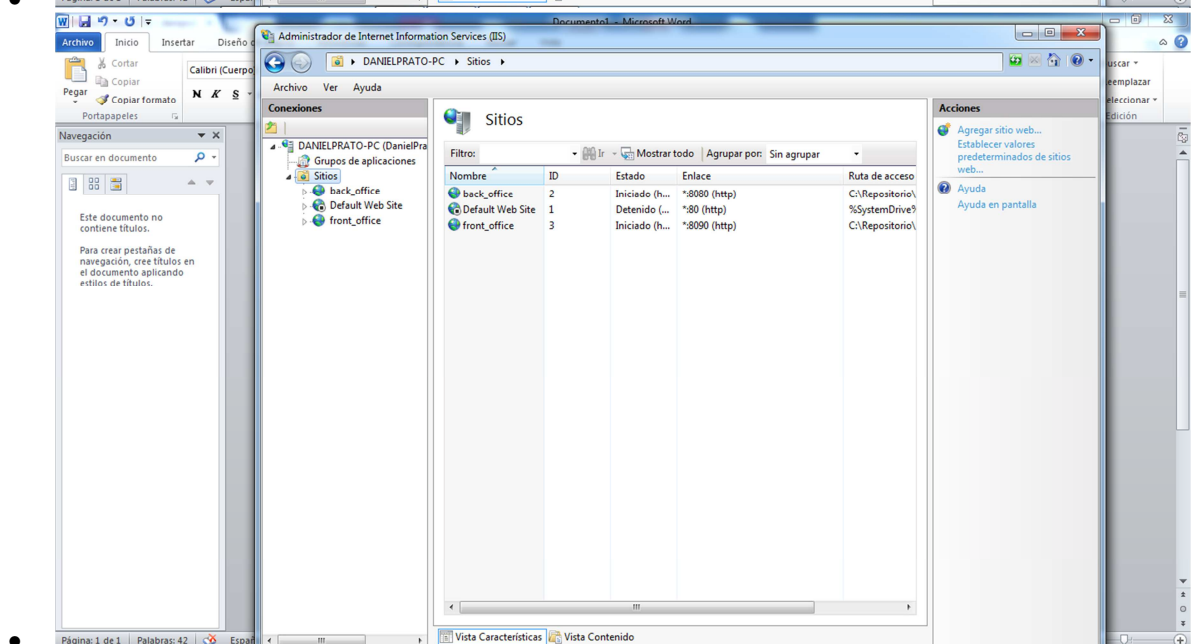 Documento1 - Microsoft Word
Archivo Inicio Insertar Diseño
Cortar
Copiar
Pegar
Copiar formato
Portapapeles
Calibri (Cuerpo
N K S
Navegación
Buscar en documento
Este documento no
contiene títulos.
Para crear pestañas de
navegación, cree títulos en
el documento aplicando
estilos de títulos.
Página: 1 de 1 Palabras: 42 Españ
Administrador de Internet Information Services (IIS)
DANIELPRATO-PC Sitios
Archivo Ver Ayuda
Conexiones
DANIELPRATO-PC (DanielPra
Grupos de aplicaciones
Sitios
back_office
Default Web Site
front_office
Sitios
Filtro: Ir Mostrar todo Agrupar por: Sin agrupar
Nombre ID Estado Enlace Ruta de acceso
back_office 2 Iniciado (h... *:8080 (http) C:\Repositorio\
Default Web Site 1 Detenido (... *:80 (http) %SystemDrive%
front_office 3 Iniciado (h... *:8090 (http) C:\Repositorio\
Vista Características Vista Contenido
Acciones
Agregar sitio web...
Establecer valores
predeterminados de sitios
web...
Ayuda
Ayuda en pantalla
uscar
eemplazar
eleccionar
Edición